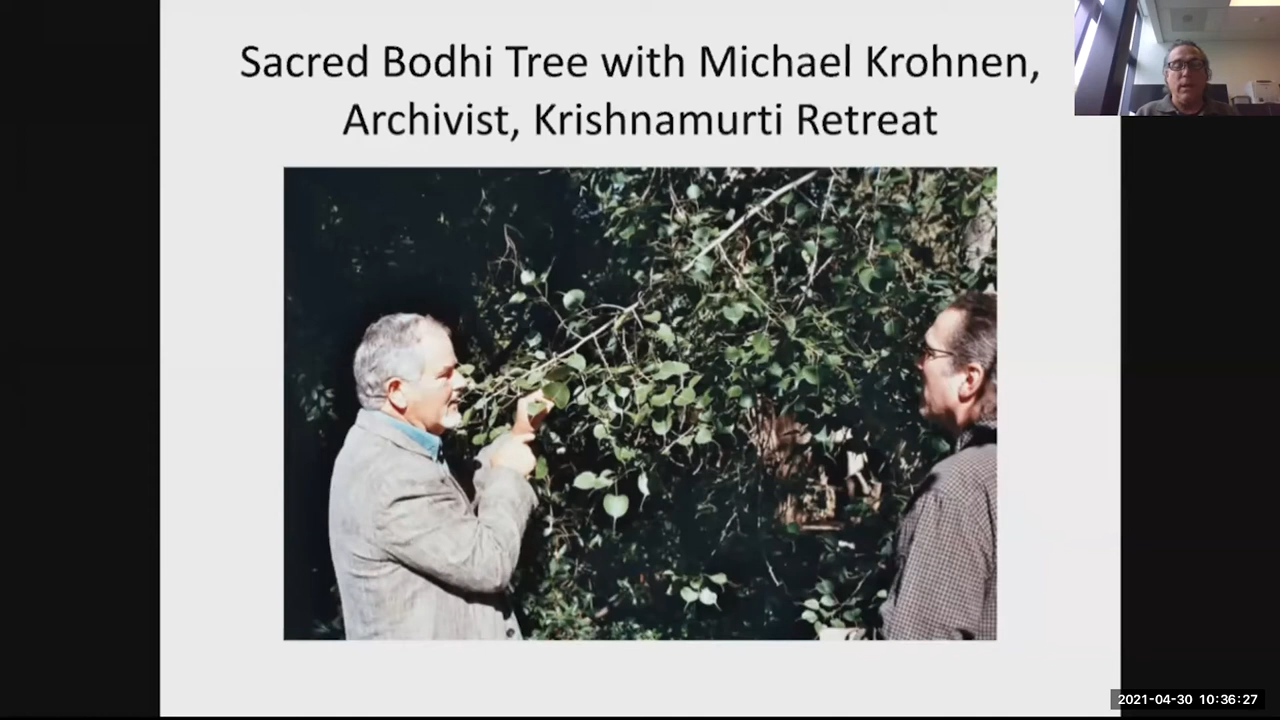 Sacred Bodhi Tree with Michael Krohnen,
Archivist, Krishnamurti Retreat
2021-04-30 10:36:27